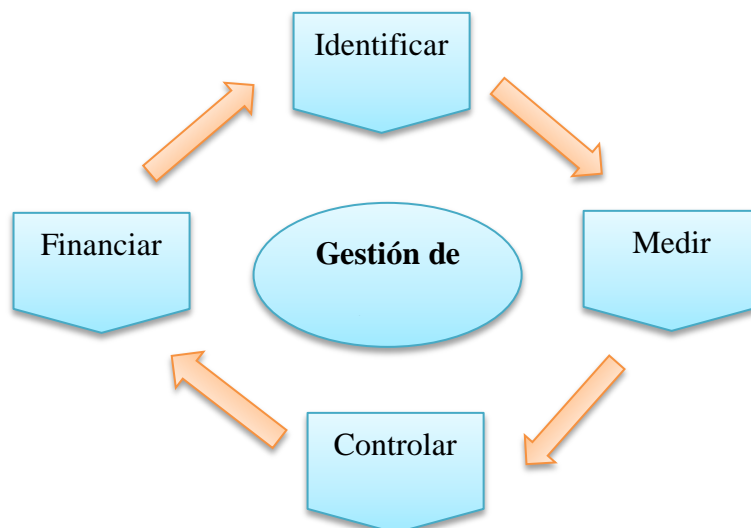 Identificar
Financiar
Gestión de
Medir
Controlar